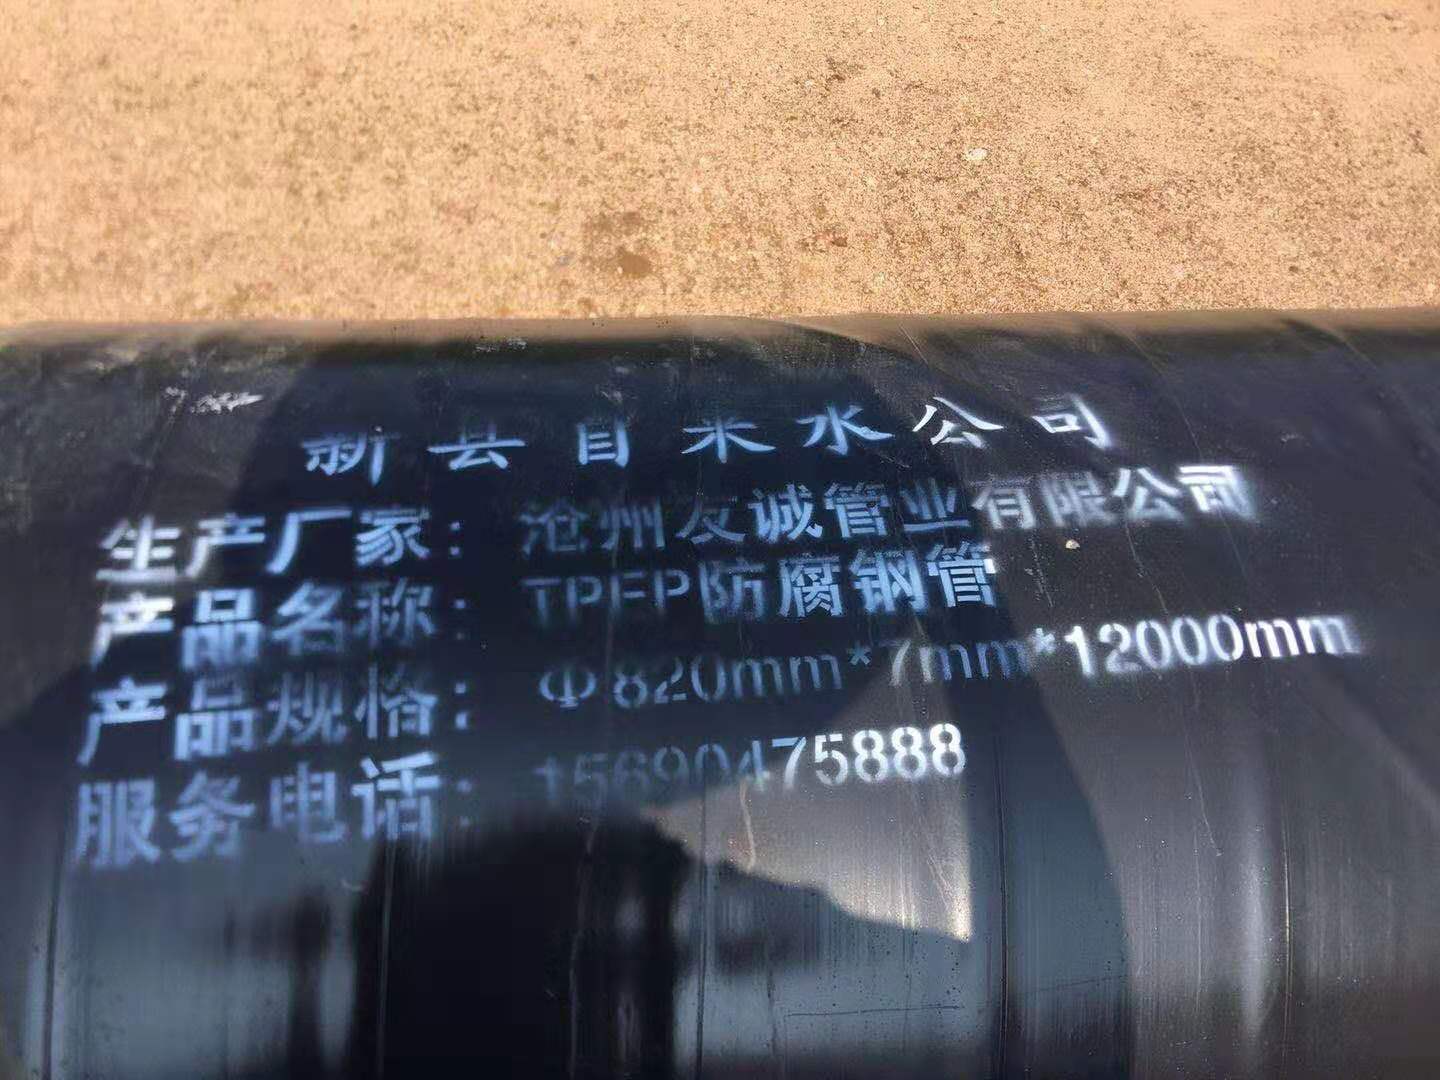 新县自来水公司
生产厂家：沧州友诚管业有限公司
产品名称：TPEP防腐钢管
产品规格：Φ820mm*7mm*12000mm
服务电话：15690475888